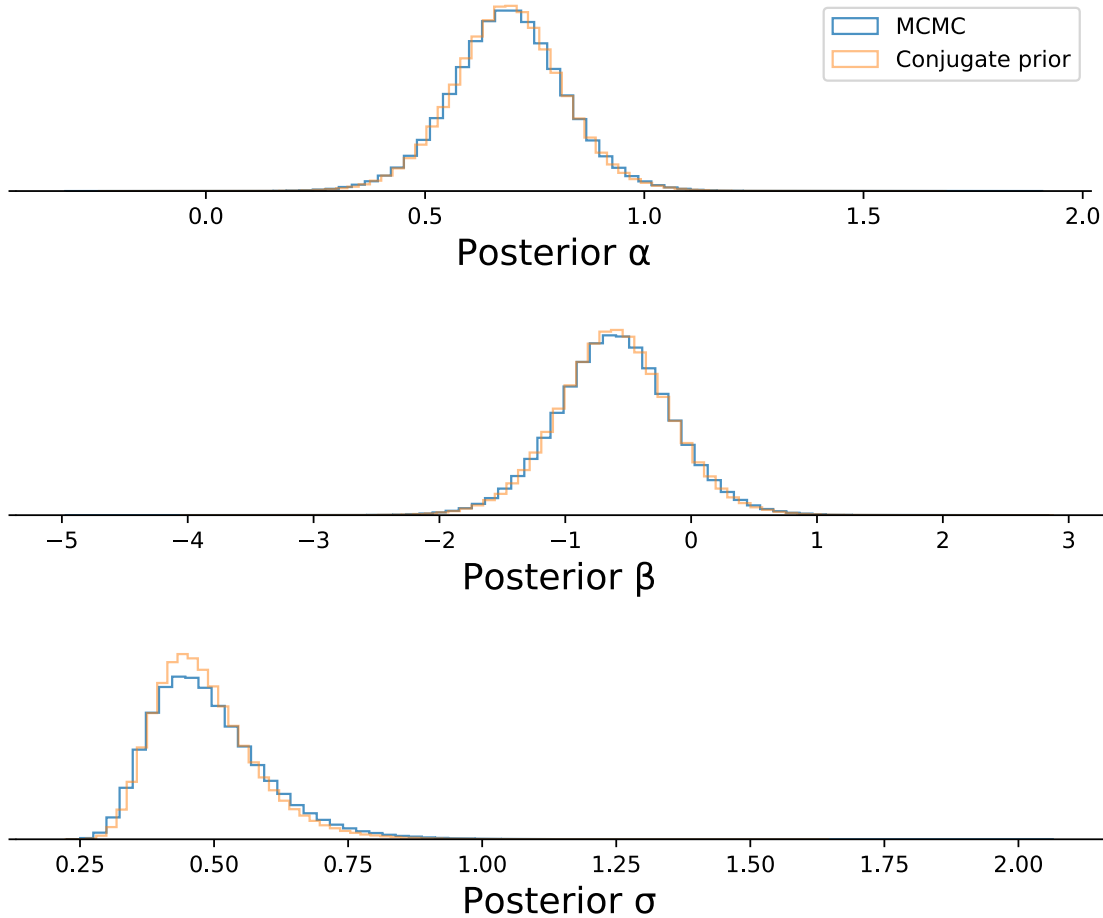 MCMC
Conjugate prior
0.0 0.5 1.0 1.5 2.0
Posterior α
−5 −4 −3 −2 −1 0 1 2 3
Posterior β
0.25 0.50 0.75 1.00 1.25 1.50 1.75 2.00
Posterior σ